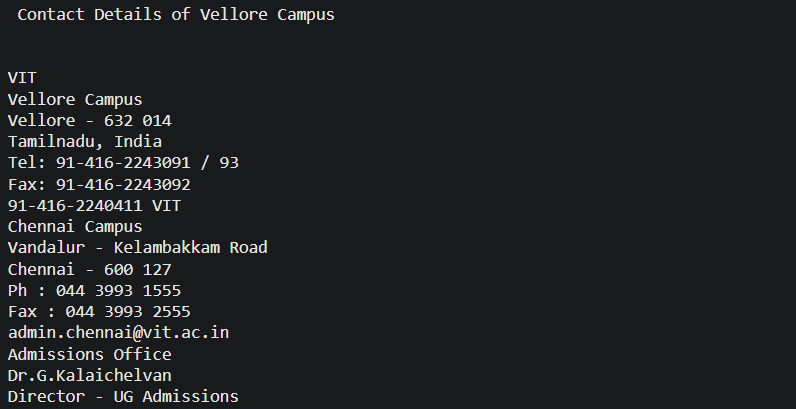 Contact Details of Vellore Campus
VIT
Vellore Campus
Vellore - 632 014
Tamilnadu, India
Tel: 91-416-2243091 / 93
Fax: 91-416-2243092
91-416-2240411 VIT
Chennai Campus
Vandalur - Kelambakkam Road
Chennai - 600 127
Ph : 044 3993 1555
Fax : 044 3993 2555
admin.chennai@vit.ac.in
Admissions Office
Dr.G.Kalaichelvan
Director - UG Admissions